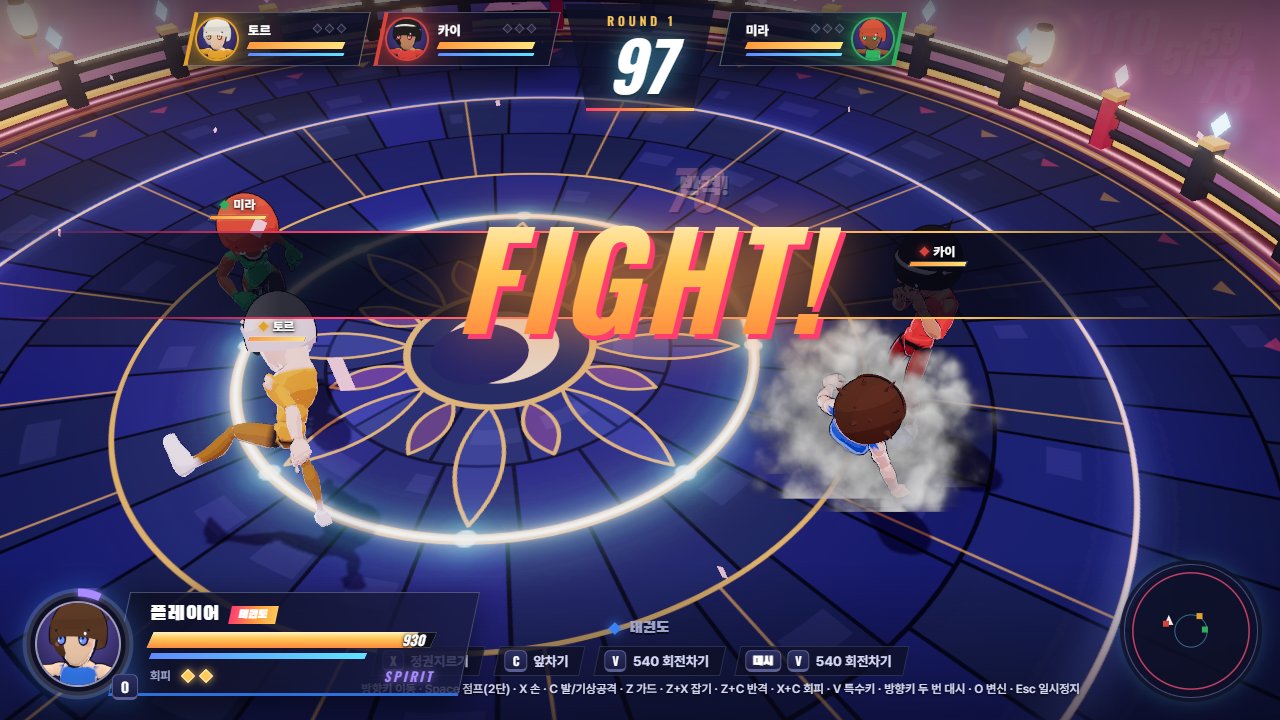 토르
카이
ROUND 1
97
미라
미라
카이
토르
FIGHT!
플레이어 태권도
930
회피
SPIRIT
O
태권도
X 정권지르기
C 앞차기
V 540 회전차기
대시 V 540 회전차기
방향키 이동 · Space 점프(2단) · X 손 · C 발/기상공격 · Z 가드 · Z+X 잡기 · Z+C 반격 · X+C 회피 · V 특수키 · 방향키 두 번 대시 · O 변신 · Esc 일시정지